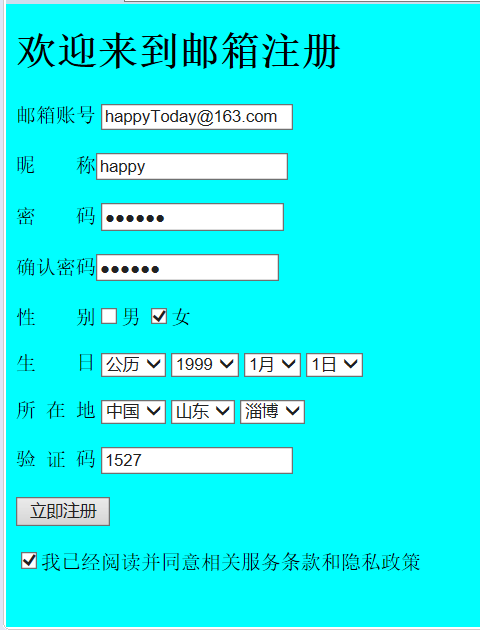 欢迎来到邮箱注册
邮箱账号 happyToday@163.com
昵 称 happy
密 码 ●●●●●●
确认密码 ●●●●●●
性 别 男 女
生 日 公历 1999 1月 1日
所 在 地 中国 山东 淄博
验 证 码 1527
立即注册
我已经阅读并同意相关服务条款和隐私政策